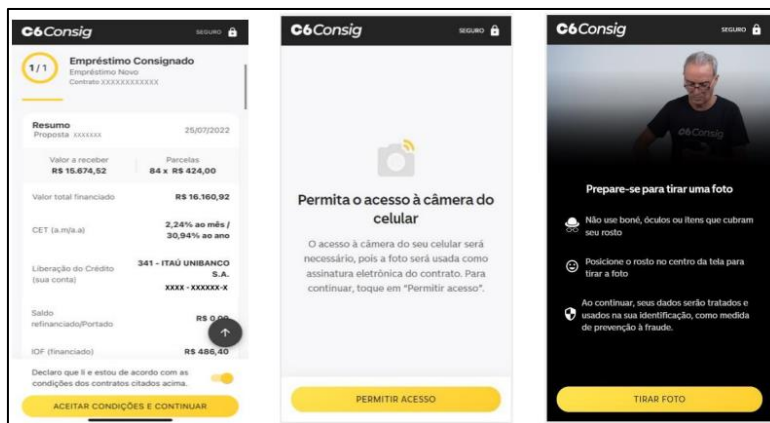 C6Consig
SEGURO
1/1
Empréstimo Consignado
Empréstimo Novo
Contrato XXXXXXXXXXXX
Resumo
Proposta xxxxxxx
25/07/2022
Valor a receber
R$ 15.674,52
Parcelas
84 x R$ 424,00
Valor total financiado
R$ 16.160,92
CET (a.m/a.a)
2,24% ao mês /
30,94% ao ano
Liberação do Crédito
(sua conta)
341 - ITAÚ UNIBANCO
S.A.
XXXX - XXXXXX-X
Saldo
refinanciado/Portado
R$ 0,00
IOF (financiado)
R$ 486,40
Declaro que li e estou de acordo com as
condições dos contratos citados acima.
ACEITAR CONDIÇÕES E CONTINUAR
C6Consig
SEGURO
Permita o acesso à câmera do
celular
O acesso à câmera do seu celular será
necessário, pois a foto será usada como
assinatura eletrônica do contrato. Para
continuar, toque em “Permitir acesso”.
PERMITIR ACESSO
C6Consig
SEGURO
C6Consig
Prepare-se para tirar uma foto
Não use boné, óculos ou itens que cubram
seu rosto
Posicione o rosto no centro da tela para
tirar a foto
Ao continuar, seus dados serão tratados e
usados na sua identificação, como medida
de prevenção à fraude.
TIRAR FOTO